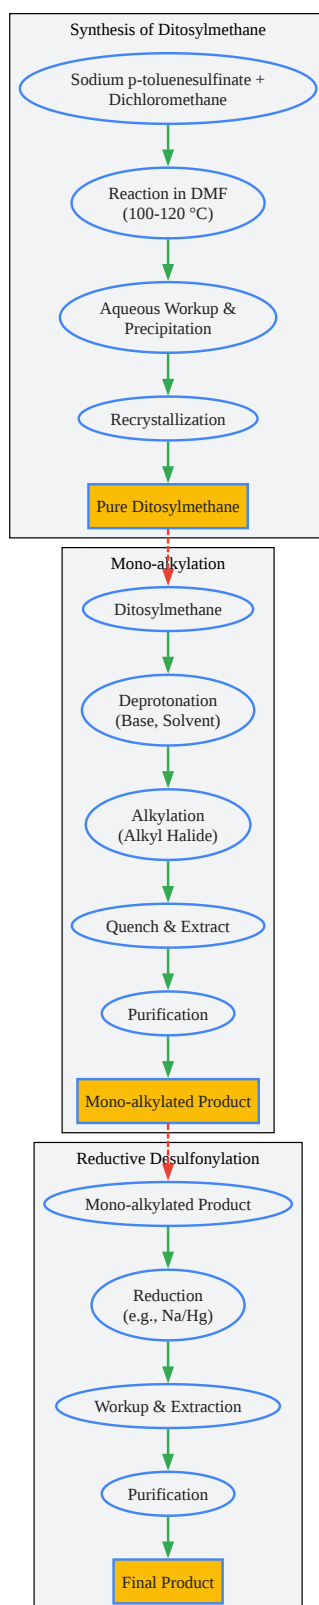 Synthesis of Ditosylmethane
Sodium p-toluenesulfinate +
Dichloromethane
Reaction in DMF
(100-120 °C)
Aqueous Workup &
Precipitation
Recrystallization
Pure Ditosylmethane
Mono-alkylation
Ditosylmethane
Deprotonation
(Base, Solvent)
Alkylation
(Alkyl Halide)
Quench & Extract
Purification
Mono-alkylated Product
Reductive Desulfonylation
Mono-alkylated Product
Reduction
(e.g., Na/Hg)
Workup & Extraction
Purification
Final Product